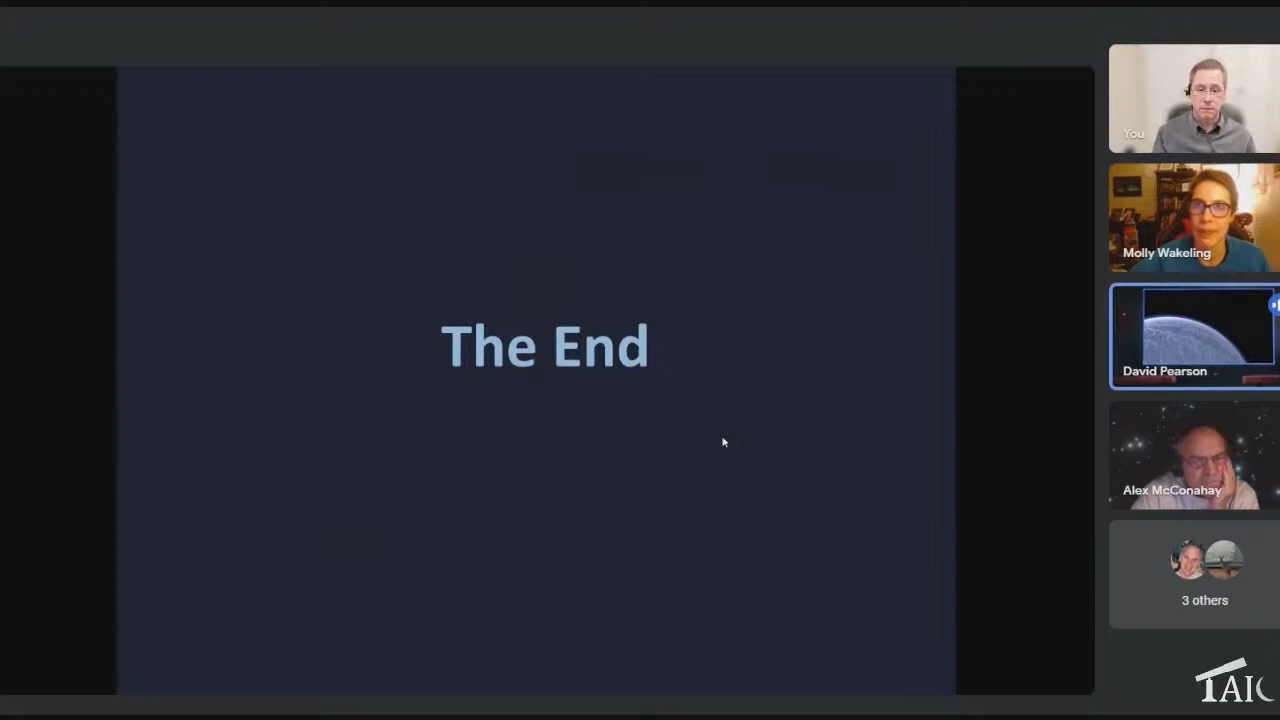 The End
You
Molly Wakeling
David Pearson
Alex McConahay
3 others
TAIC